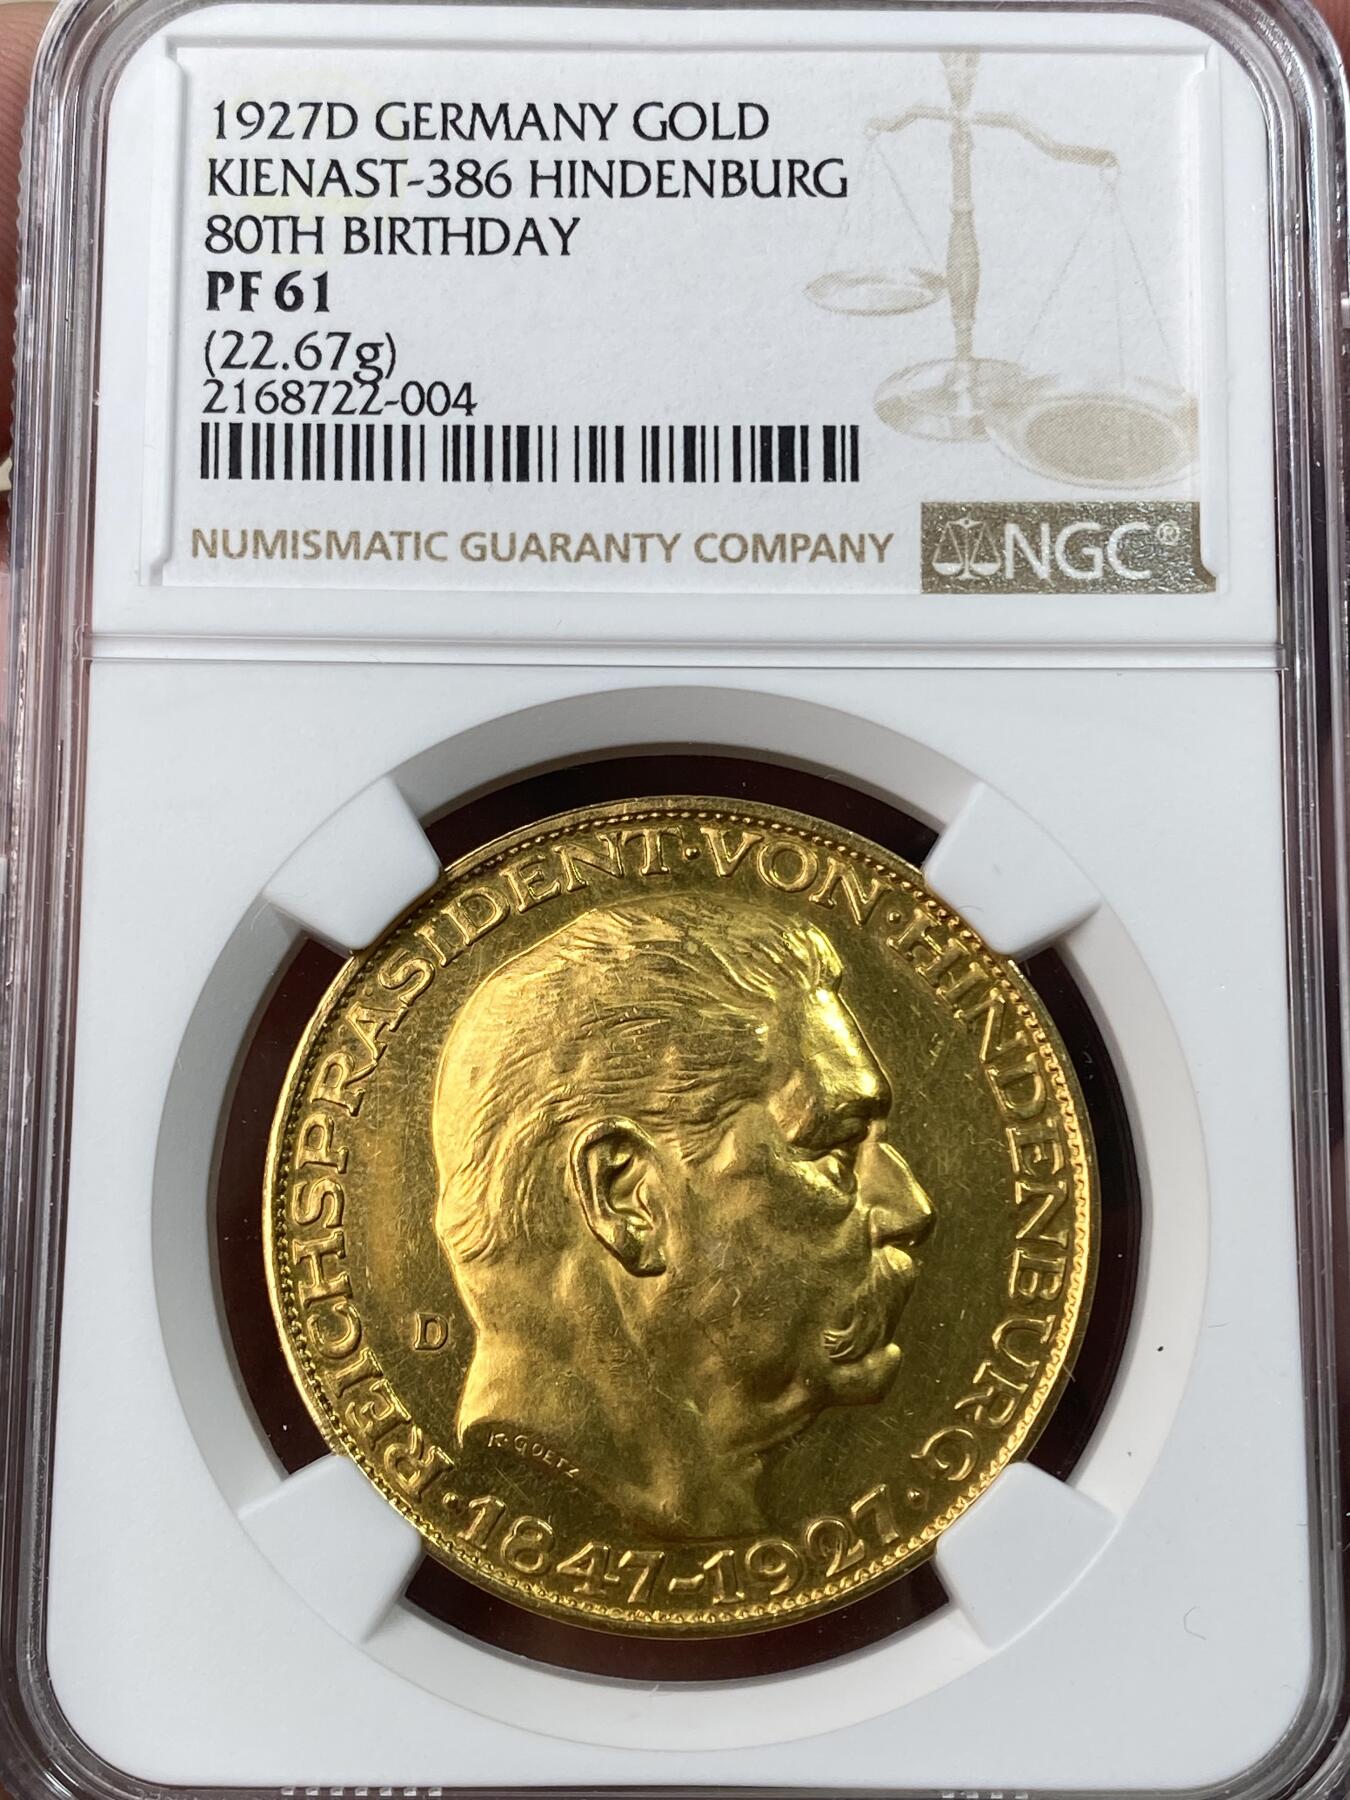 1927D GERMANY GOLD
KIENAST-386 HINDENBURG
80TH BIRTHDAY
PF 61
(22.67g)
2168722-004
NUMISMATIC GUARANTY COMPANY
NGC®
REICHSPRÄSIDENT·VON·HINDENBURG
D
K·GOETZ
·1847-1927·